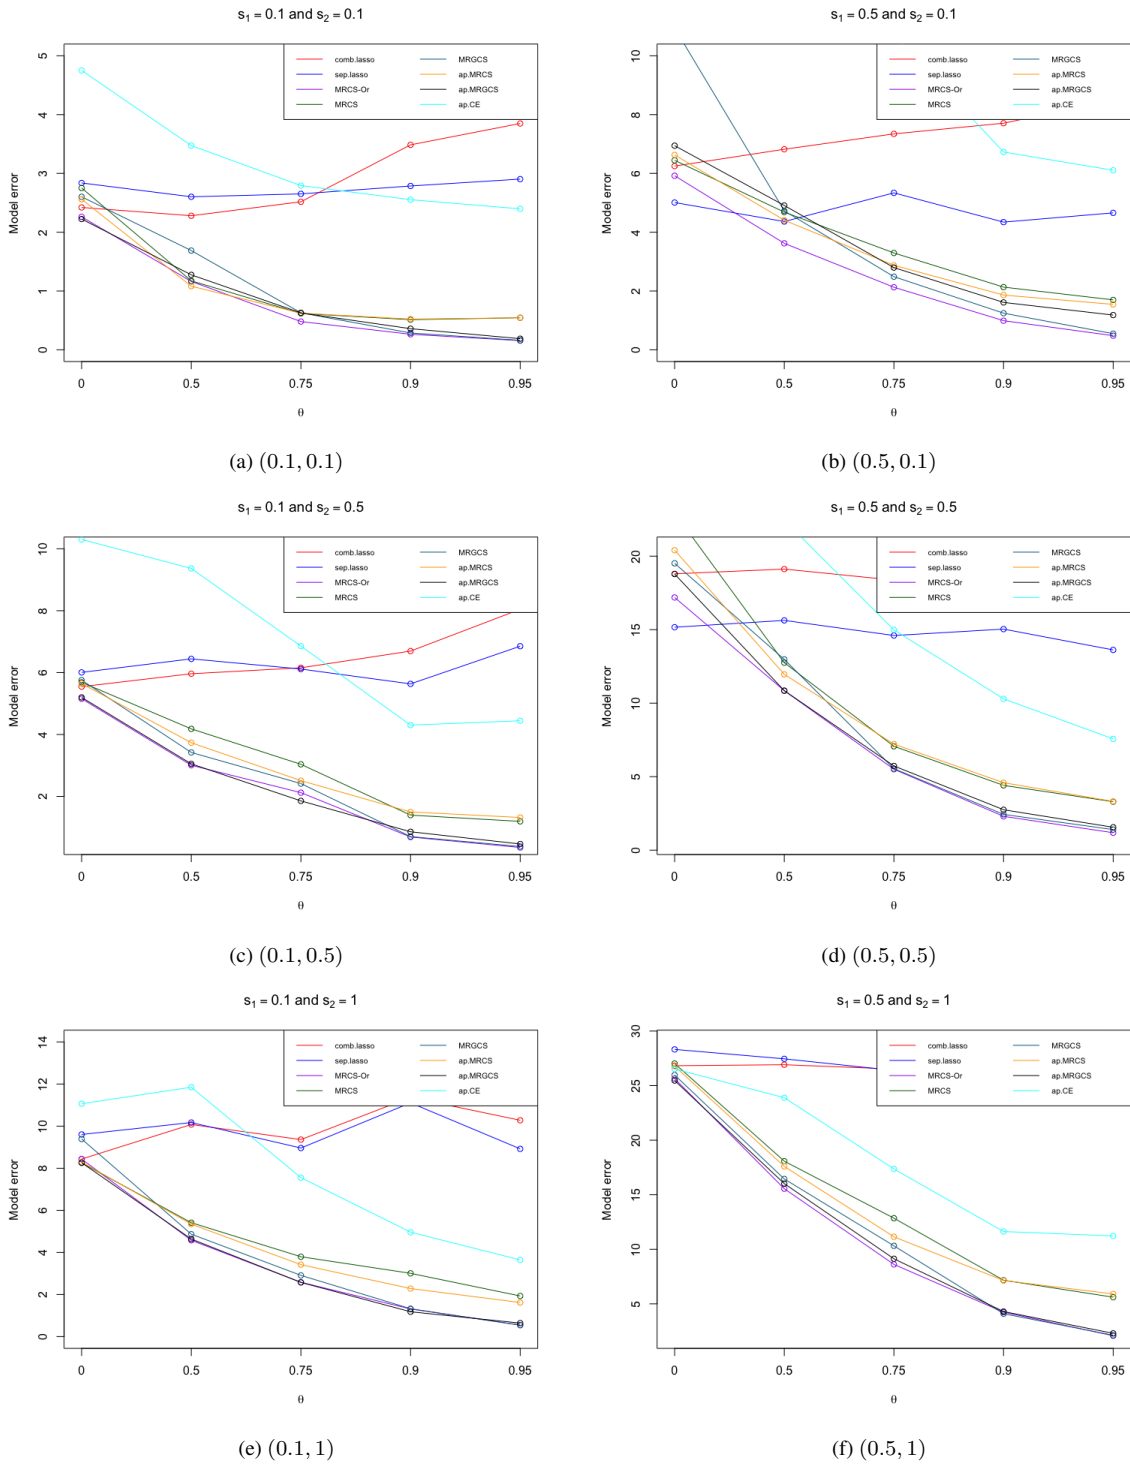 s1 = 0.1 and s2 = 0.1
Model error
5
4
3
2
1
0
comb.lasso
sep.lasso
MRCS-Or
MRCS
MRGCS
ap.MRCS
ap.MRGCS
ap.CE
0 0.5 0.75 0.9 0.95
θ
(a) (0.1, 0.1)
s1 = 0.5 and s2 = 0.1
Model error
10
8
6
4
2
0
comb.lasso
sep.lasso
MRCS-Or
MRCS
MRGCS
ap.MRCS
ap.MRGCS
ap.CE
0 0.5 0.75 0.9 0.95
θ
(b) (0.5, 0.1)
s1 = 0.1 and s2 = 0.5
Model error
10
8
6
4
2
comb.lasso
sep.lasso
MRCS-Or
MRCS
MRGCS
ap.MRCS
ap.MRGCS
ap.CE
0 0.5 0.75 0.9 0.95
θ
(c) (0.1, 0.5)
s1 = 0.5 and s2 = 0.5
Model error
20
15
10
5
0
comb.lasso
sep.lasso
MRCS-Or
MRCS
MRGCS
ap.MRCS
ap.MRGCS
ap.CE
0 0.5 0.75 0.9 0.95
θ
(d) (0.5, 0.5)
s1 = 0.1 and s2 = 1
Model error
14
12
10
8
6
4
2
0
comb.lasso
sep.lasso
MRCS-Or
MRCS
MRGCS
ap.MRCS
ap.MRGCS
ap.CE
0 0.5 0.75 0.9 0.95
θ
(e) (0.1, 1)
s1 = 0.5 and s2 = 1
Model error
30
25
20
15
10
5
comb.lasso
sep.lasso
MRCS-Or
MRCS
MRGCS
ap.MRCS
ap.MRGCS
ap.CE
0 0.5 0.75 0.9 0.95
θ
(f) (0.5, 1)